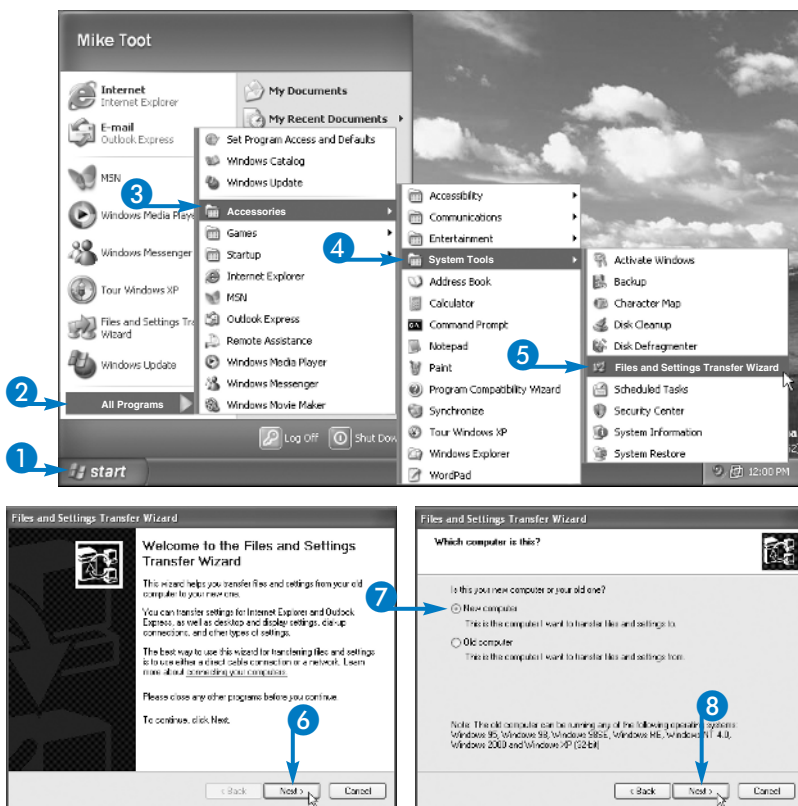 Mike Toot
Internet
Internet Explorer
E-mail
Outlook Express
MSN
Windows Media Playe
Windows Messenger
Tour Windows XP
Files and Settings Tra
Wizard
Windows Update
All Programs
My Documents
My Recent Documents
Log Off
Shut Dow
start
12:00 PM
Set Program Access and Defaults
Windows Catalog
Windows Update
Accessories
Games
Startup
Internet Explorer
MSN
Outlook Express
Remote Assistance
Windows Media Player
Windows Messenger
Windows Movie Maker
Accessibility
Communications
Entertainment
System Tools
Address Book
Calculator
Command Prompt
Notepad
Paint
Program Compatibility Wizard
Synchronize
Tour Windows XP
Windows Explorer
WordPad
Activate Windows
Backup
Character Map
Disk Cleanup
Disk Defragmenter
Files and Settings Transfer Wizard
Scheduled Tasks
Security Center
System Information
System Restore
1
2
3
4
5
Files and Settings Transfer Wizard
Welcome to the Files and Settings
Transfer Wizard
This wizard helps you transfer files and settings from your old
computer to your new one.
You can transfer settings for Internet Explorer and Outlook
Express, as well as desktop and display settings, dial-up
connections, and other types of settings.
The best way to use this wizard for transferring files and settings
is to use either a direct cable connection or a network. Learn
more about connecting your computers.
Please close any other programs before you continue.
To continue, click Next.
6
< Back
Next >
Cancel
Files and Settings Transfer Wizard
Which computer is this?
Is this your new computer or your old one?
7
New computer
This is the computer I want to transfer files and settings to.
Old computer
This is the computer I want to transfer files and settings from.
8
Note: The old computer can be running any of the following operating systems:
Windows 95, Windows 98, Windows 98SE, Windows ME, Windows NT 4.0,
Windows 2000 and Windows XP (32-bit)
< Back
Next >
Cancel